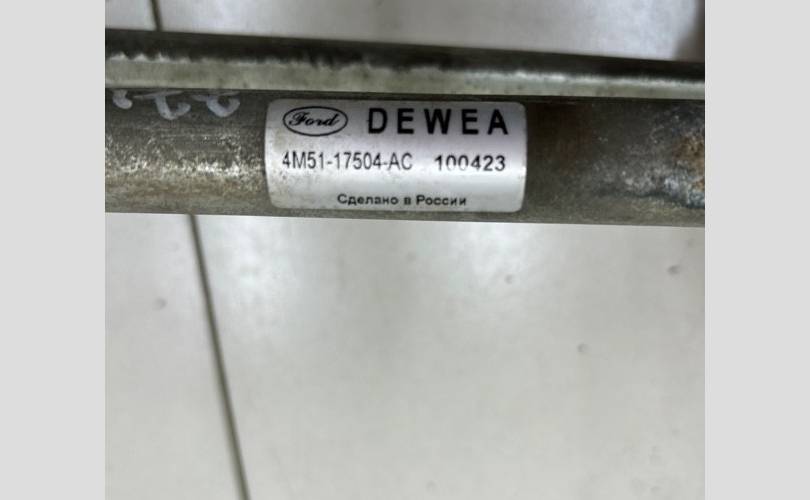 Ford DEWEA
4M51-17504-AC 100423
Сделано в России